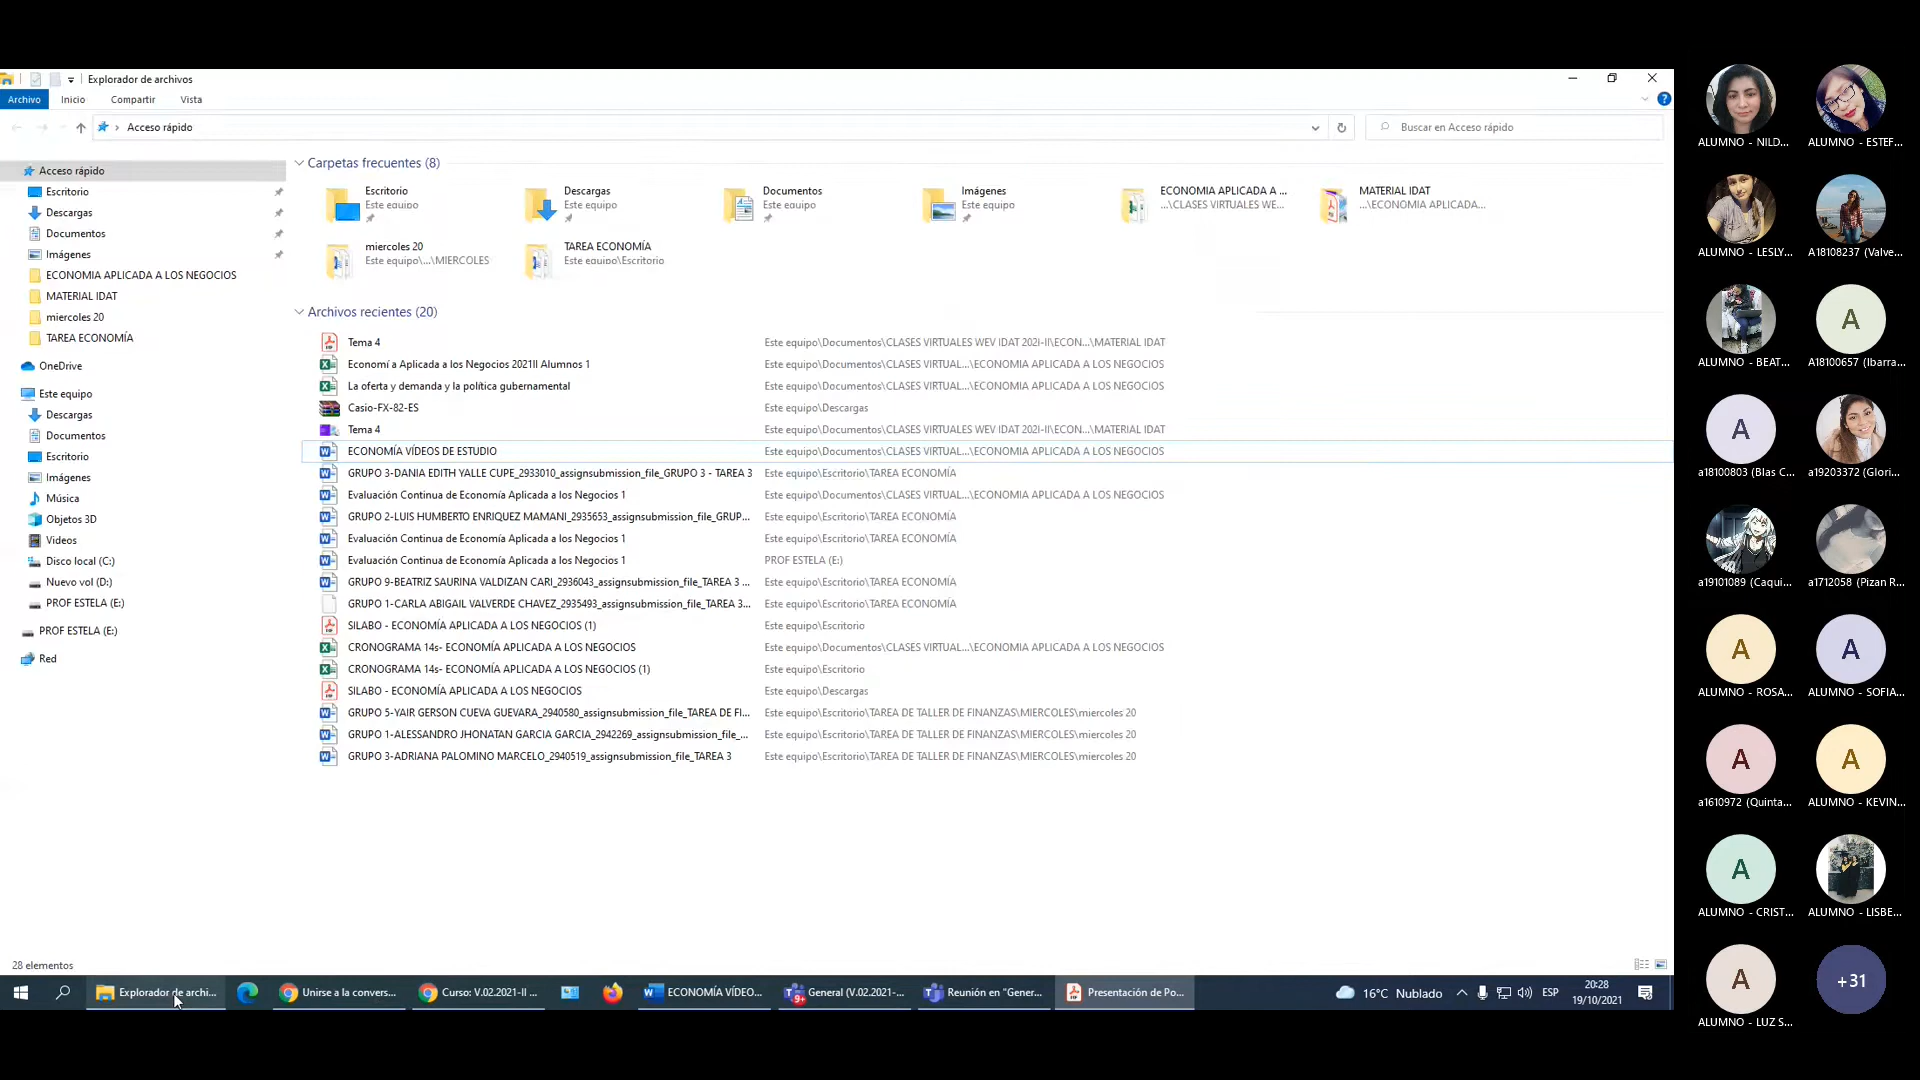 Explorador de archivos
Archivo Inicio Compartir Vista
Acceso rápido
Buscar en Acceso rápido
Acceso rápido
Escritorio
Descargas
Documentos
Imágenes
ECONOMIA APLICADA A LOS NEGOCIOS
MATERIAL IDAT
miercoles 20
TAREA ECONOMÍA
OneDrive
Este equipo
Descargas
Documentos
Escritorio
Imágenes
Música
Objetos 3D
Videos
Disco local (C:)
Nuevo vol (D:)
PROF ESTELA (E:)
PROF ESTELA (E:)
Red
Carpetas frecuentes (8)
Escritorio
Este equipo
Descargas
Este equipo
Documentos
Este equipo
Imágenes
Este equipo
ECONOMIA APLICADA A ...
...\CLASES VIRTUALES WE...
MATERIAL IDAT
...\ECONOMIA APLICADA...
miercoles 20
Este equipo\...\MIERCOLES
TAREA ECONOMÍA
Este equipo\Escritorio
Archivos recientes (20)
Tema 4 Este equipo\Documentos\CLASES VIRTUALES WEV IDAT 202I-II\ECON...\MATERIAL IDAT
Economí a Aplicada a los Negocios 2021II Alumnos 1 Este equipo\Documentos\CLASES VIRTUAL...\ECONOMIA APLICADA A LOS NEGOCIOS
La oferta y demanda y la política gubernamental Este equipo\Documentos\CLASES VIRTUAL...\ECONOMIA APLICADA A LOS NEGOCIOS
Casio-FX-82-ES Este equipo\Descargas
Tema 4 Este equipo\Documentos\CLASES VIRTUALES WEV IDAT 202I-II\ECON...\MATERIAL IDAT
ECONOMÍA VÍDEOS DE ESTUDIO Este equipo\Documentos\CLASES VIRTUAL...\ECONOMIA APLICADA A LOS NEGOCIOS
GRUPO 3-DANIA EDITH YALLE CUPE_2933010_assignsubmission_file_GRUPO 3 - TAREA 3 Este equipo\Escritorio\TAREA ECONOMÍA
Evaluación Continua de Economía Aplicada a los Negocios 1 Este equipo\Documentos\CLASES VIRTUAL...\ECONOMIA APLICADA A LOS NEGOCIOS
GRUPO 2-LUIS HUMBERTO ENRIQUEZ MAMANI_2935653_assignsubmission_file_GRUP... Este equipo\Escritorio\TAREA ECONOMÍA
Evaluación Continua de Economía Aplicada a los Negocios 1 Este equipo\Escritorio\TAREA ECONOMÍA
Evaluación Continua de Economía Aplicada a los Negocios 1 PROF ESTELA (E:)
GRUPO 9-BEATRIZ SAURINA VALDIZAN CARI_2936043_assignsubmission_file_TAREA 3 ... Este equipo\Escritorio\TAREA ECONOMÍA
GRUPO 1-CARLA ABIGAIL VALVERDE CHAVEZ_2935493_assignsubmission_file_TAREA 3... Este equipo\Escritorio\TAREA ECONOMÍA
SILABO - ECONOMÍA APLICADA A LOS NEGOCIOS (1) Este equipo\Escritorio
CRONOGRAMA 14s- ECONOMÍA APLICADA A LOS NEGOCIOS Este equipo\Documentos\CLASES VIRTUAL...\ECONOMIA APLICADA A LOS NEGOCIOS
CRONOGRAMA 14s- ECONOMÍA APLICADA A LOS NEGOCIOS (1) Este equipo\Escritorio
SILABO - ECONOMÍA APLICADA A LOS NEGOCIOS Este equipo\Descargas
GRUPO 5-YAIR GERSON CUEVA GUEVARA_2940580_assignsubmission_file_TAREA DE FI... Este equipo\Escritorio\TAREA DE TALLER DE FINANZAS\MIERCOLES\miercoles 20
GRUPO 1-ALESSANDRO JHONATAN GARCIA GARCIA_2942269_assignsubmission_file_... Este equipo\Escritorio\TAREA DE TALLER DE FINANZAS\MIERCOLES\miercoles 20
GRUPO 3-ADRIANA PALOMINO MARCELO_2940519_assignsubmission_file_TAREA 3 Este equipo\Escritorio\TAREA DE TALLER DE FINANZAS\MIERCOLES\miercoles 20
28 elementos
Explorador de archi... Unirse a la convers... Curso: V.02.2021-II ... ECONOMÍA VÍDEO... General (V.02.2021-... Reunión en "Gener... Presentación de Po... 16°C Nublado ESP 20:28
19/10/2021
ALUMNO - NILD... ALUMNO - ESTEF...
ALUMNO - LESLY... A18108237 (Valve...
A
ALUMNO - BEAT... A18100657 (Ibarra...
A
a18100803 (Blas C... a19203372 (Glori...
a19101089 (Caqui... a1712058 (Pizan R...
A A
ALUMNO - ROSA... ALUMNO - SOFIA...
A A
a1610972 (Quinta... ALUMNO - KEVIN...
A
ALUMNO - CRIST... ALUMNO - LISBE...
A +31
ALUMNO - LUZ S...